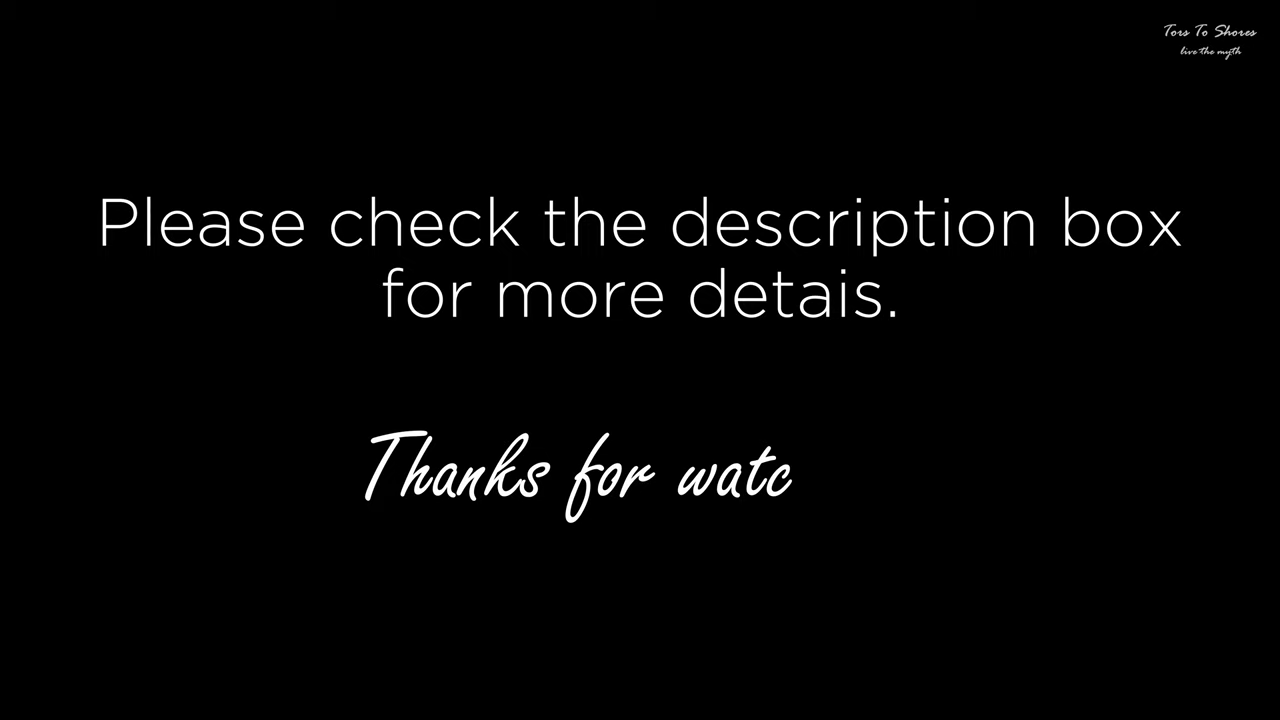 Tors To Shores
live the myth
Please check the description box
for more detais.
Thanks for watc